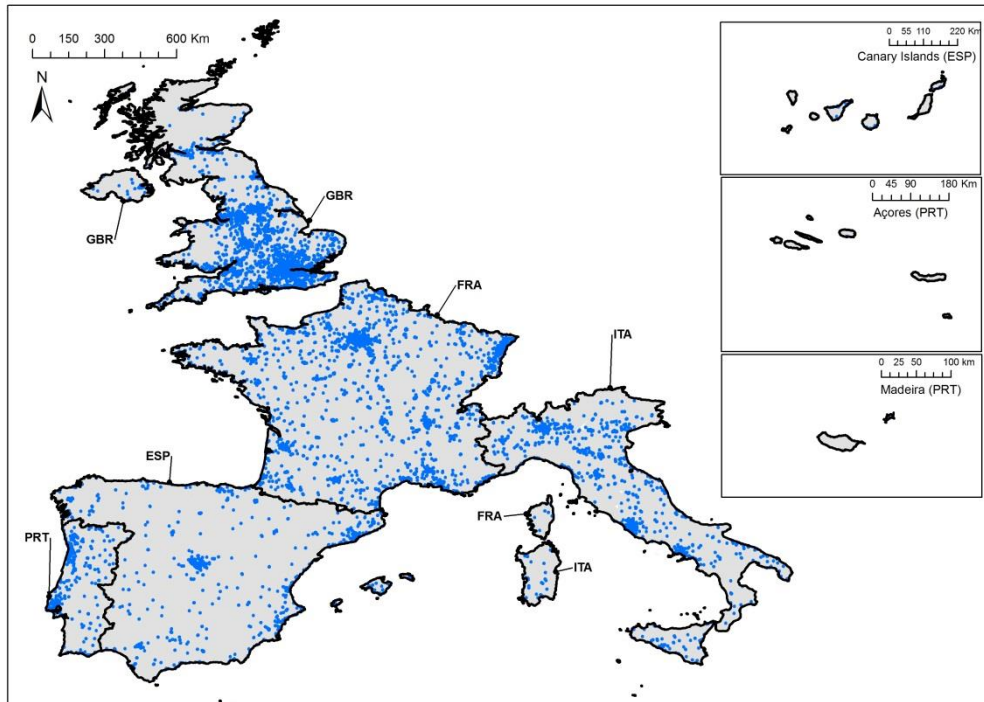 0 150 300 600 Km
N
GBR
GBR
FRA
ITA
ESP
PRT
FRA
ITA
0 55 110 220 Km
Canary Islands (ESP)
0 45 90 180 Km
Açores (PRT)
0 25 50 100 km
Madeira (PRT)